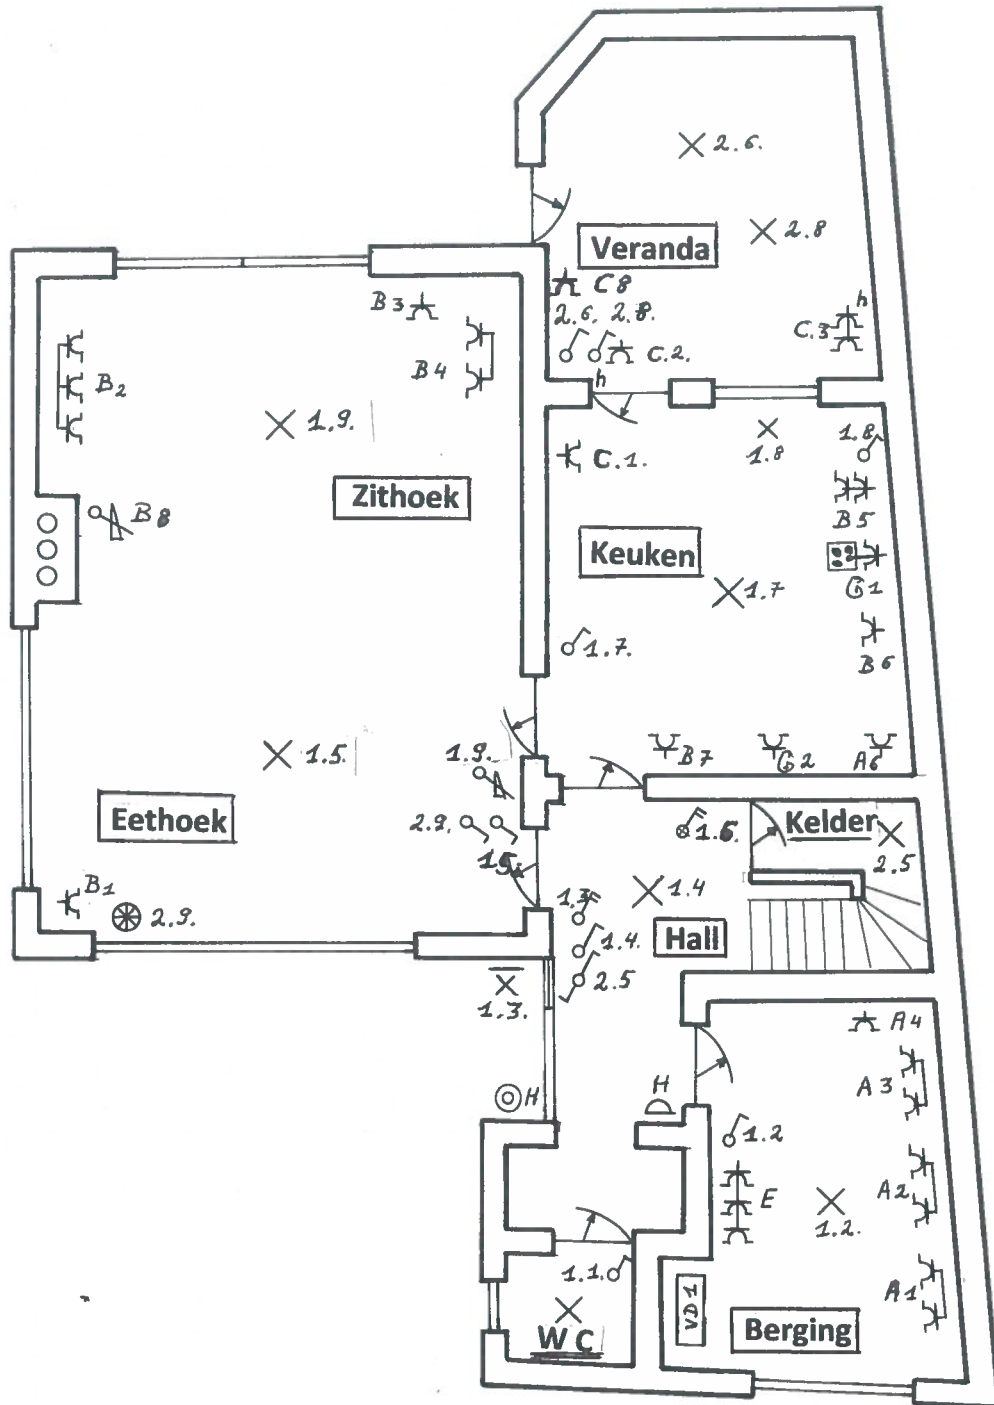 2.6.
2.8
Veranda
C8
2.6. 2.8.
h
C.3
C.2.
h
B3
B4
B2
1.9.
Zithoek
B8
C.1.
1.8
1.8.
B5
Keuken
G1
1.7
1.7.
B6
B7
G2
A6
1.5.
1.9.
Eethoek
2.9.
15.
1.6.
Kelder
2.5
B1
2.9.
1.3
1.4
1.4.
Hall
2.5
1.3.
A4
A3
H
H
1.2
A2
E
1.2.
1.1.
A1
VD1
WC
Berging